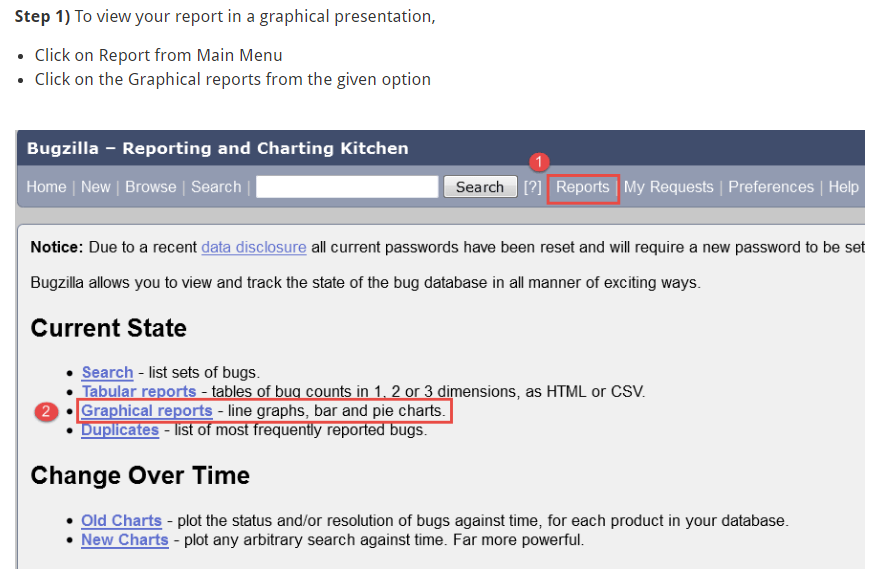 Step 1) To view your report in a graphical presentation,
Click on Report from Main Menu
Click on the Graphical reports from the given option
Bugzilla – Reporting and Charting Kitchen
1
Home | New | Browse | Search | Search [?] Reports My Requests | Preferences | Help
Notice: Due to a recent data disclosure all current passwords have been reset and will require a new password to be set
Bugzilla allows you to view and track the state of the bug database in all manner of exciting ways.
Current State
Search - list sets of bugs.
Tabular reports - tables of bug counts in 1, 2 or 3 dimensions, as HTML or CSV.
2 Graphical reports - line graphs, bar and pie charts.
Duplicates - list of most frequently reported bugs.
Change Over Time
Old Charts - plot the status and/or resolution of bugs against time, for each product in your database.
New Charts - plot any arbitrary search against time. Far more powerful.